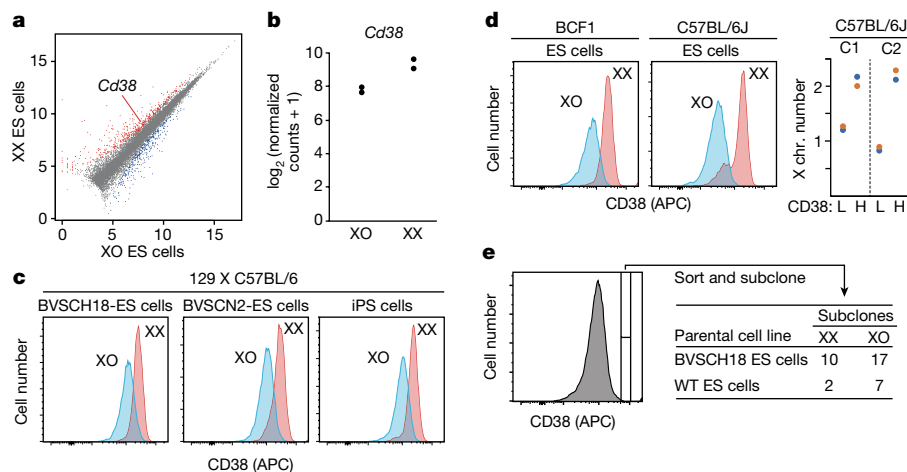 a
XX ES cells
15
10
5
0
Cd38
0 5 10 15
XO ES cells
b
Cd38
log2 (normalized
counts + 1)
10
8
6
4
2
0
XO XX
c
129 X C57BL/6
BVSCH18-ES cells BVSCN2-ES cells iPS cells
Cell number
XO XX
XO XX
XO XX
CD38 (APC)
d
BCF1 C57BL/6J
ES cells ES cells
Cell number
XO XX
XO XX
CD38 (APC)
C57BL/6J
C1 C2
X chr. number
2
1
CD38: L H L H
e
Cell number
CD38 (APC)
Sort and subclone
Subclones
Parental cell line XX XO
BVSCH18 ES cells 10 17
WT ES cells 2 7